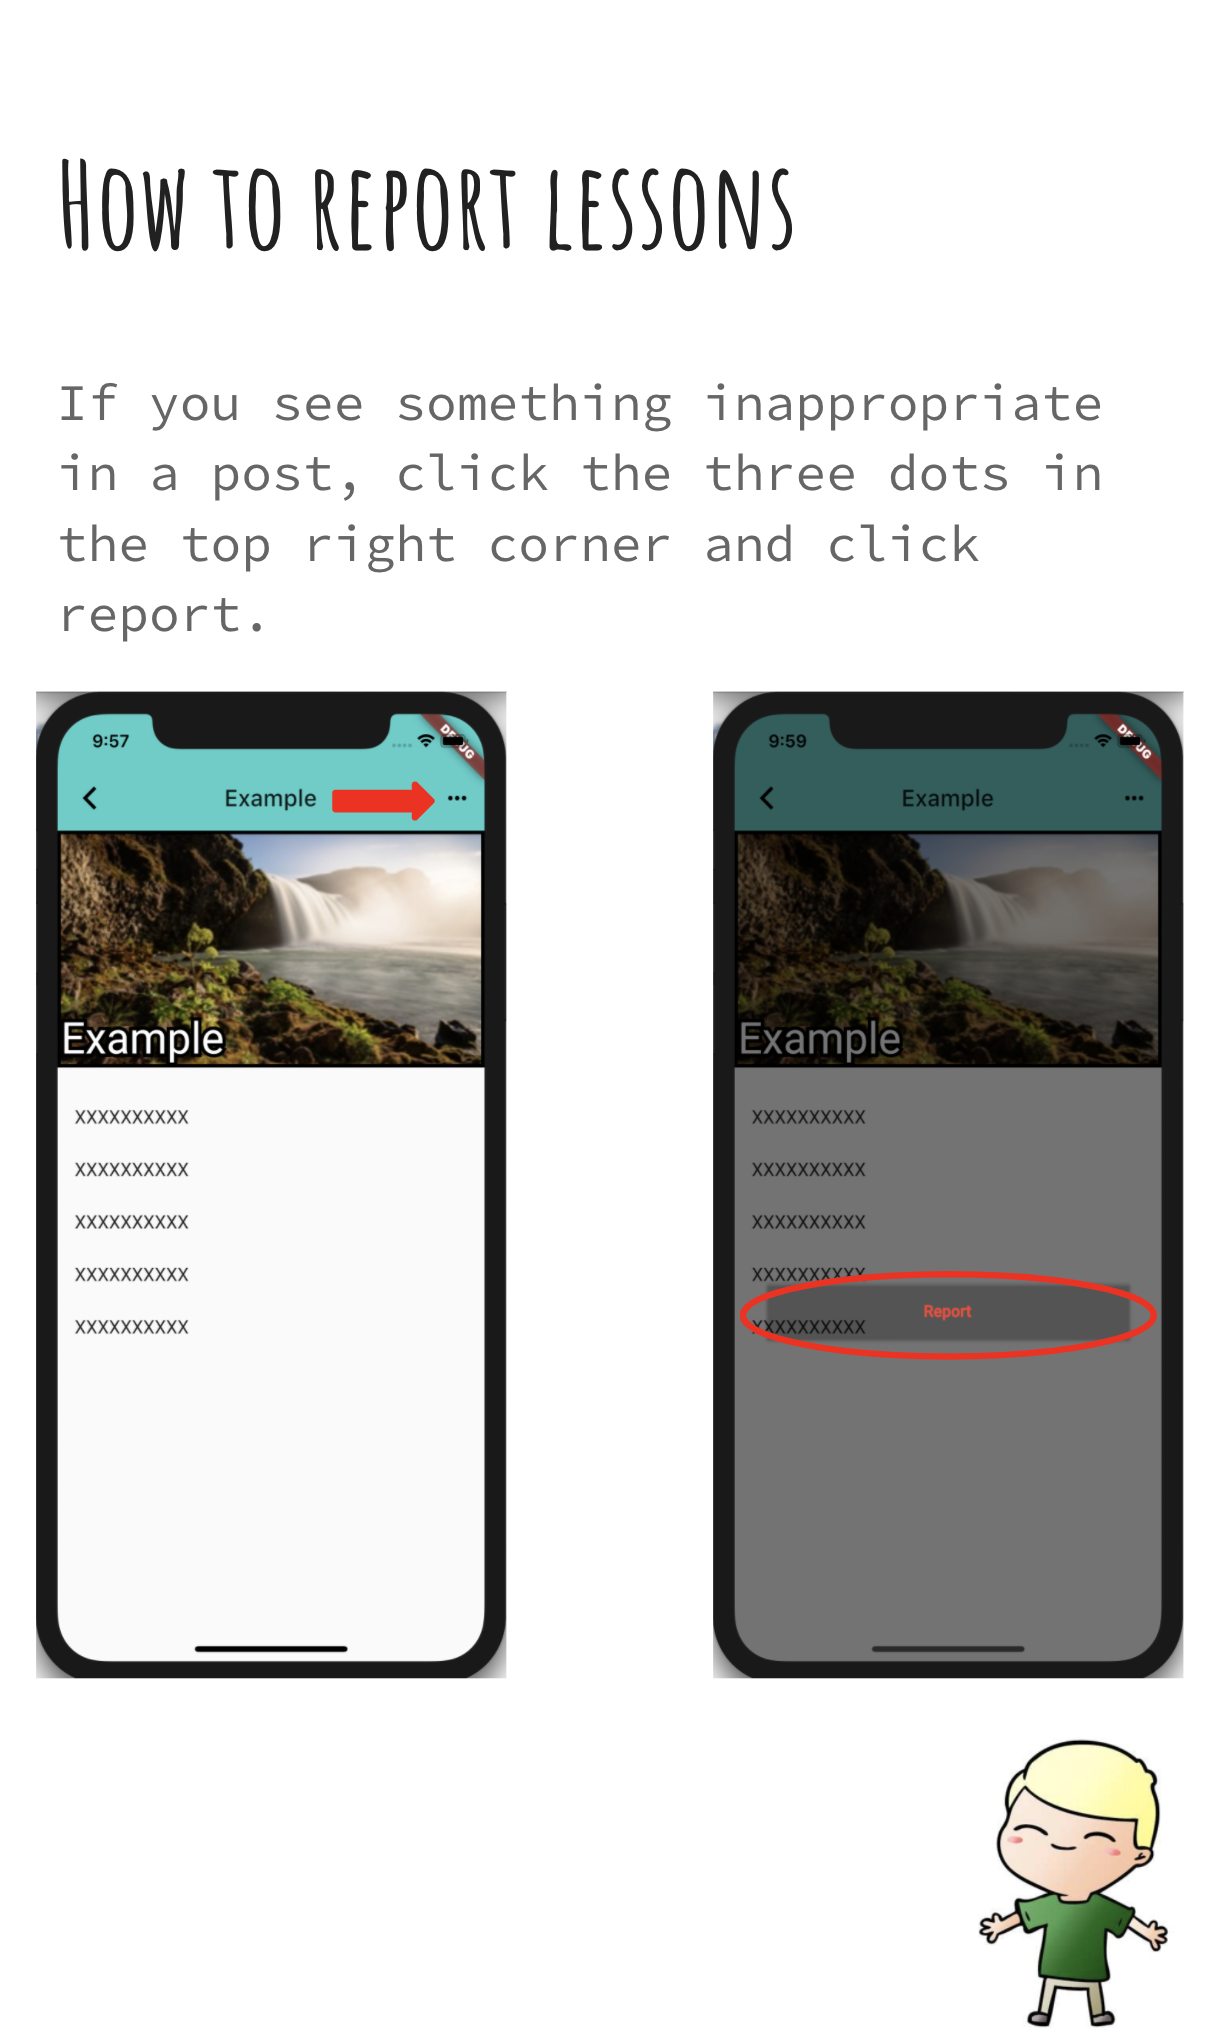 How to report lessons
If you see something inappropriate
in a post, click the three dots in
the top right corner and click
report.
9:57
DEBUG
Example
Example
XXXXXXXXXX
XXXXXXXXXX
XXXXXXXXXX
XXXXXXXXXX
XXXXXXXXXX
9:59
DEBUG
Example
Example
XXXXXXXXXX
XXXXXXXXXX
XXXXXXXXXX
XXXXXXXXXX
Report
XXXXXXXXXX